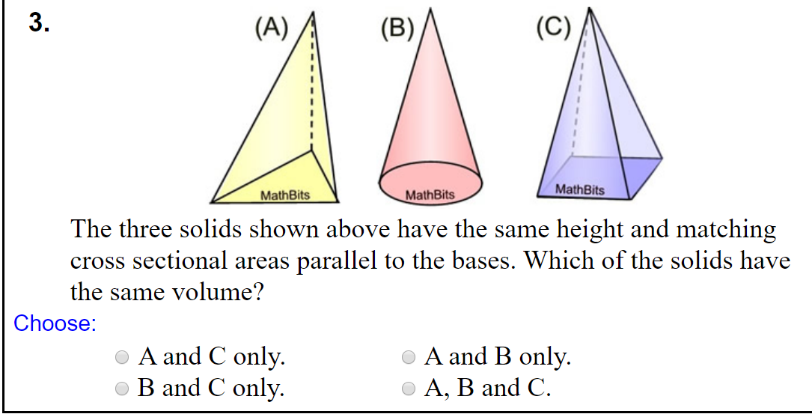 3.
(A) (B) (C)
MathBits MathBits MathBits
The three solids shown above have the same height and matching
cross sectional areas parallel to the bases. Which of the solids have
the same volume?
Choose:
A and C only. A and B only.
B and C only. A, B and C.